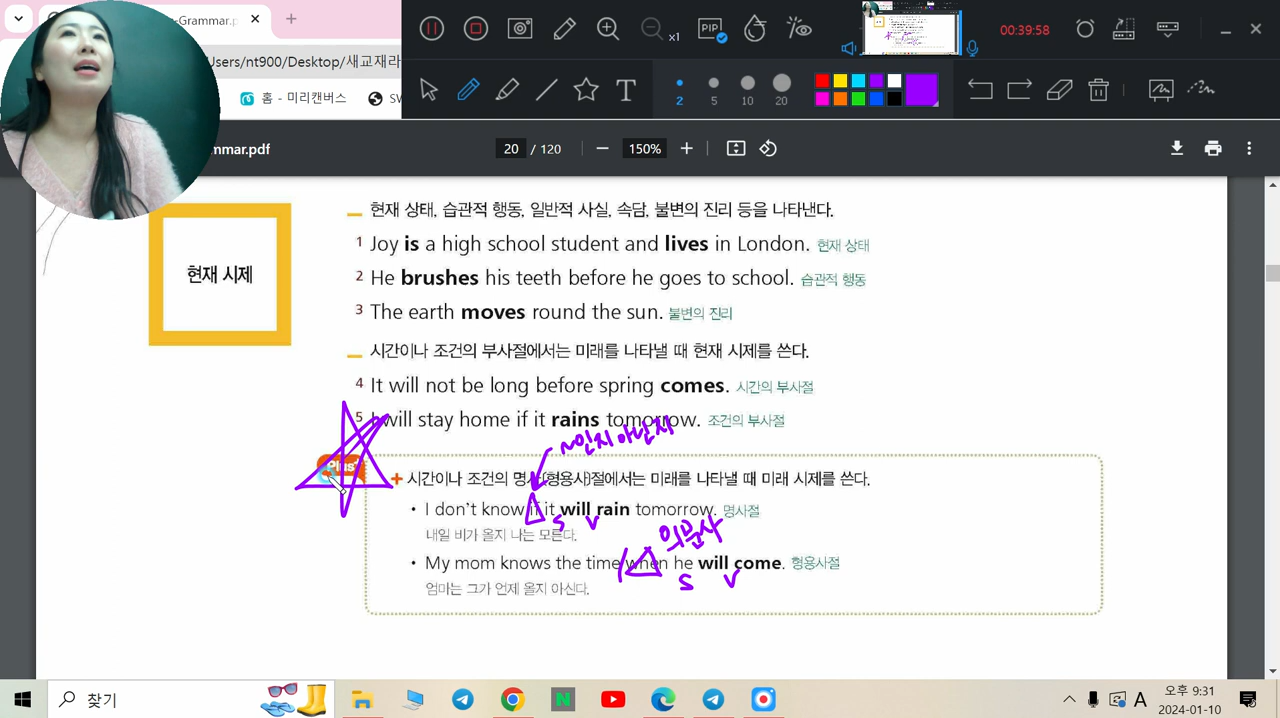 Grammar.p
x1
00:39:58
2 5 10 20
sers/nt900/Desktop/새교재라
홈 - 미리캔버스
mmar.pdf
20 / 120
150%
현재 시제
현재 상태, 습관적 행동, 일반적 사실, 속담, 불변의 진리 등을 나타낸다.
1 Joy is a high school student and lives in London. 현재 상태
2 He brushes his teeth before he goes to school. 습관적 행동
3 The earth moves round the sun. 불변의 진리
시간이나 조건의 부사절에서는 미래를 나타낼 때 현재 시제를 쓴다.
4 It will not be long before spring comes. 시간의 부사절
5 I will stay home if it rains tomorrow. 조건의 부사절
~인지 아닌지
Plus
+ 시간이나 조건의 명사(형용사)절에서는 미래를 나타낼 때 미래 시제를 쓴다.
• I don't know if it will rain tomorrow. 명사절
s v
내일 비가 올지 나는 모른다.
의문사
• My mom knows the time when he will come. 형용사절
s v
엄마는 그가 언제 올지 아신다.
찾기
오후 9:31
2024-01-10